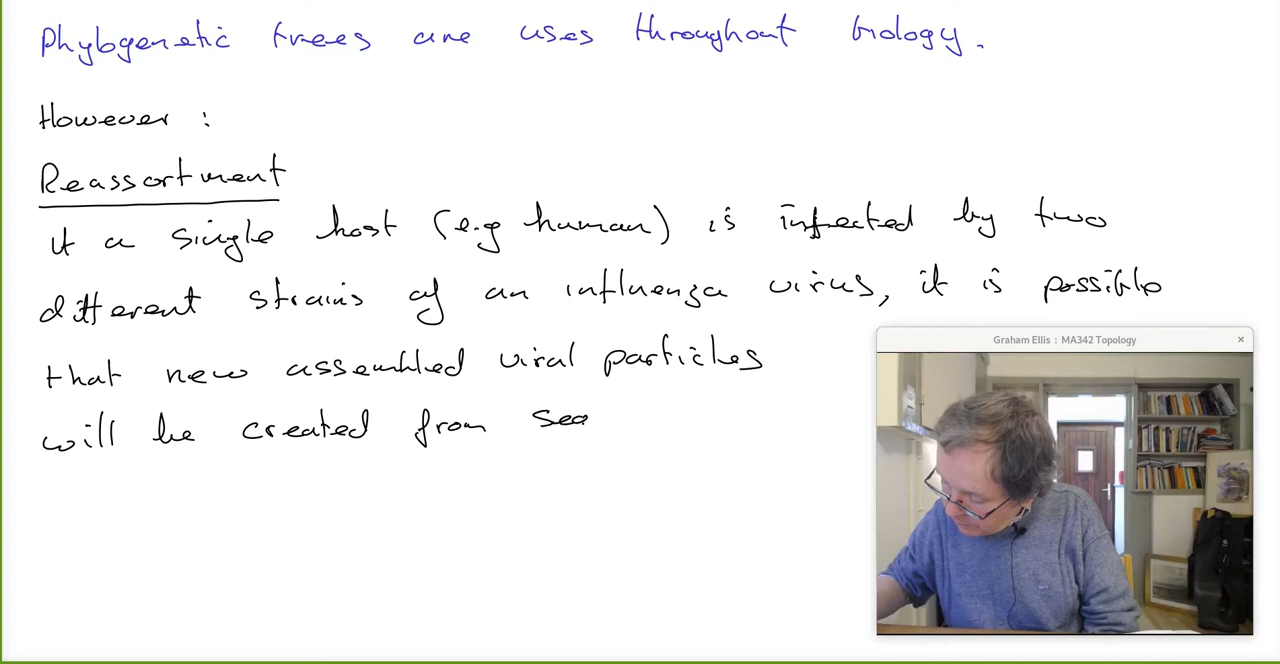 Phylogenetic trees are uses throughout biology.
However :
Reassortment
if a single host (e.g human) is infected by two
different strains of an influenza virus, it is possible
that new assembled viral particles
will be created from seg
Graham Ellis : MA342 Topology